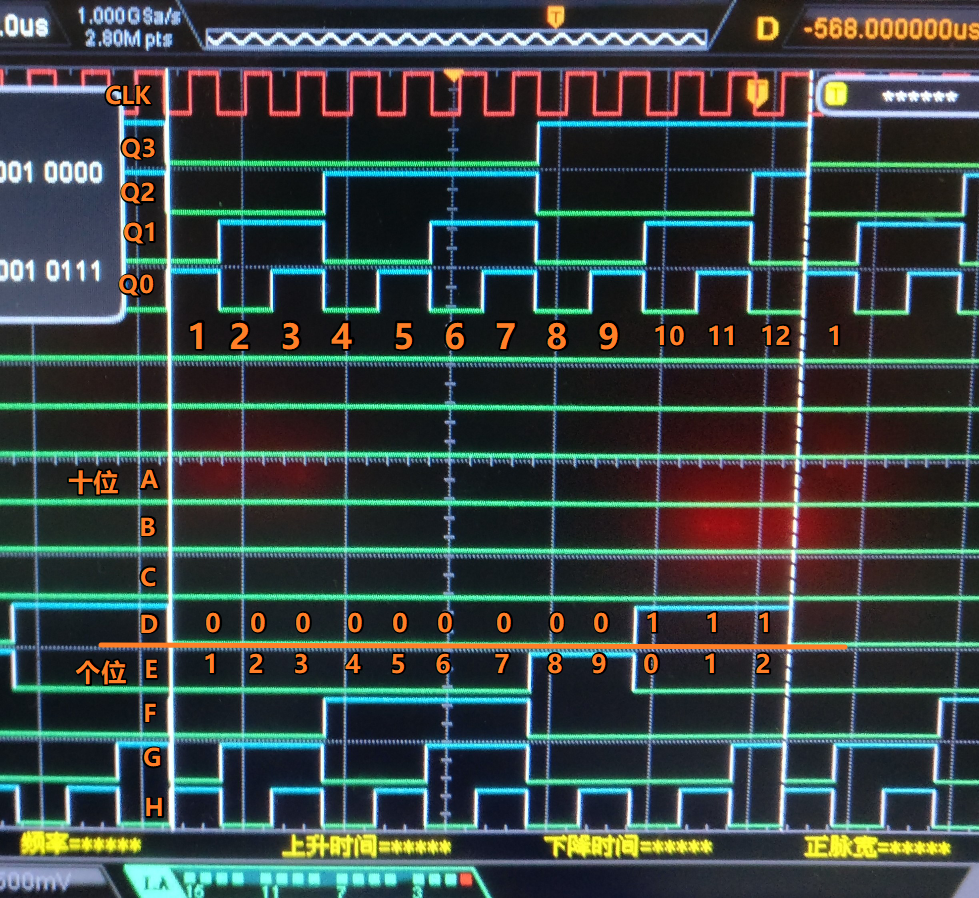 .0us
1.000GSa/s
2.80M pts
T
D
-568.000000us
CLK
T
T
******
Q3
001 0000
Q2
Q1
001 0111
Q0
1 2 3 4 5 6 7 8 9 10 11 12 1
十位 A
B
C
D 0 0 0 0 0 0 0 0 0 1 1 1
个位 E 1 2 3 4 5 6 7 8 9 0 1 2
F
G
H
频率=****** 上升时间=****** 下降时间=****** 正脉宽=******
500mV
LA
15 11 7 3